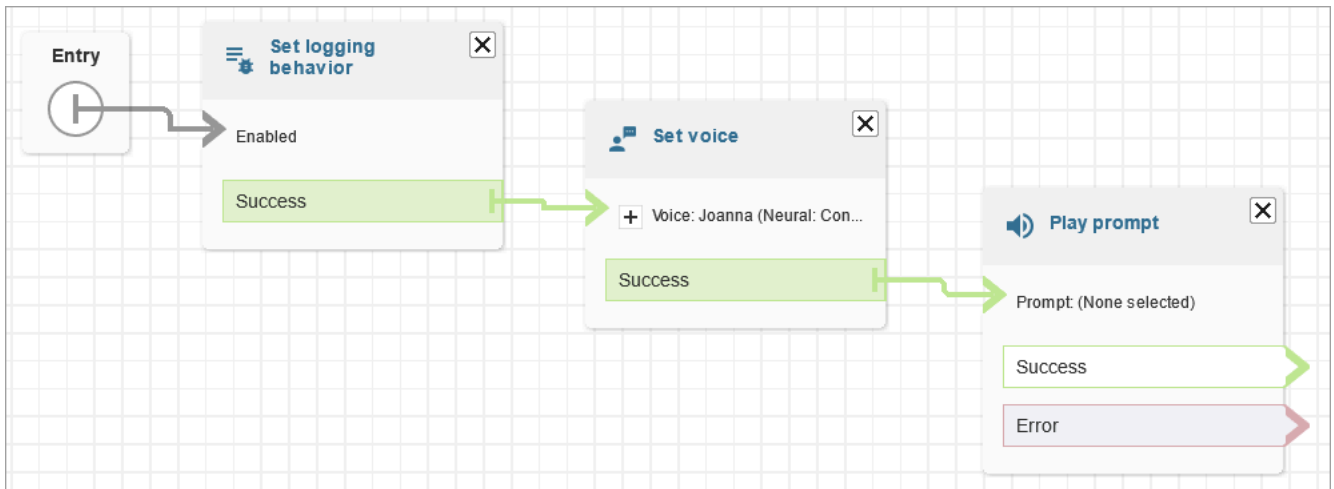 Entry
Set logging
behavior
Enabled
Success
Set voice
Voice: Joanna (Neural: Con...
Success
Play prompt
Prompt: (None selected)
Success
Error